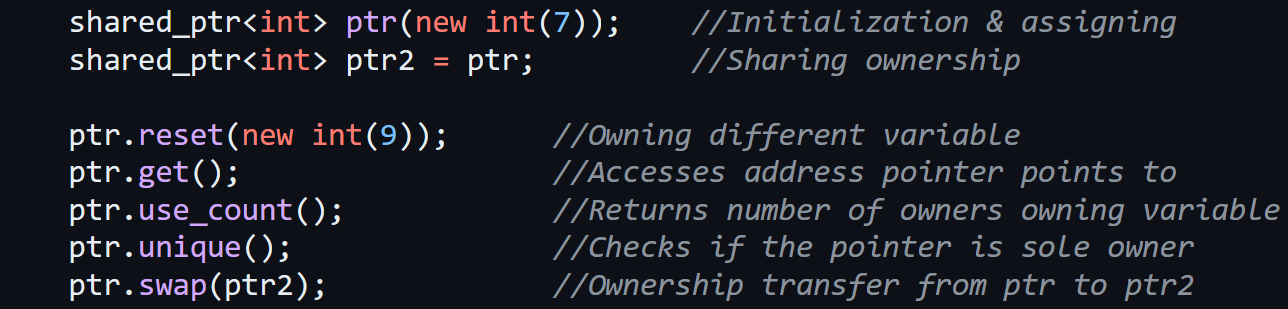 shared_ptr<int> ptr(new int(7));    //Initialization & assigning
shared_ptr<int> ptr2 = ptr;         //Sharing ownership
ptr.reset(new int(9));      //Owning different variable
ptr.get();                  //Accesses address pointer points to
ptr.use_count();            //Returns number of owners owning variable
ptr.unique();               //Checks if the pointer is sole owner
ptr.swap(ptr2);             //Ownership transfer from ptr to ptr2